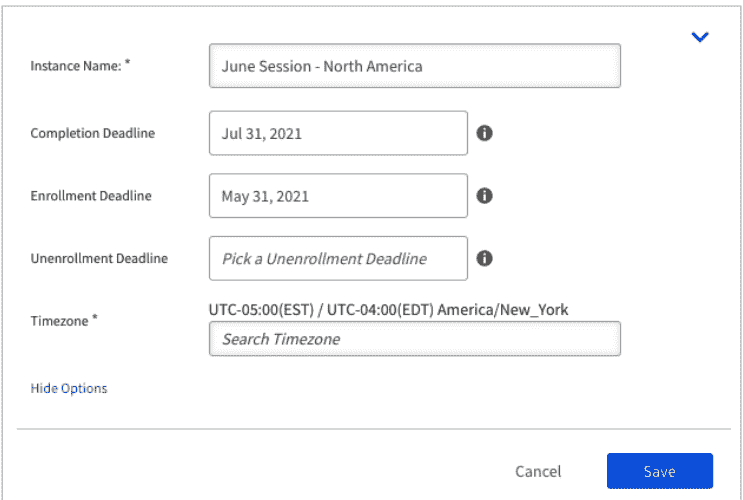 Instance Name: *
June Session - North America
Completion Deadline
Jul 31, 2021
Enrollment Deadline
May 31, 2021
Unenrollment Deadline
Pick a Unenrollment Deadline
Timezone *
UTC-05:00(EST) / UTC-04:00(EDT) America/New_York
Search Timezone
Hide Options
Cancel
Save